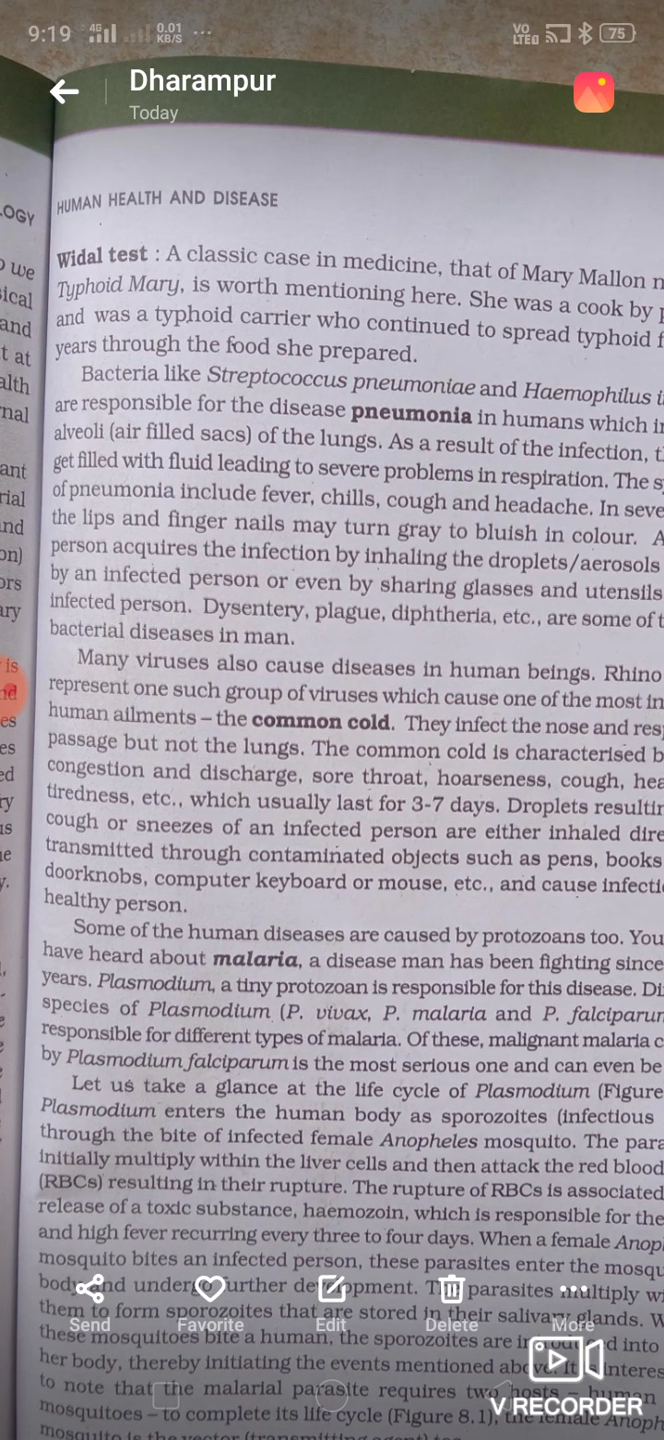 9:19 4G 0.01 KB/S ... VO LTE 75
Dharampur
Today
HUMAN HEALTH AND DISEASE
Widal test : A classic case in medicine, that of Mary Mallon
Typhoid Mary, is worth mentioning here. She was a cook by
and was a typhoid carrier who continued to spread typhoid
years through the food she prepared.
Bacteria like Streptococcus pneumoniae and Haemophilus
are responsible for the disease pneumonia in humans which
alveoli (air filled sacs) of the lungs. As a result of the infection,
get filled with fluid leading to severe problems in respiration. The
of pneumonia include fever, chills, cough and headache. In
the lips and finger nails may turn gray to bluish in colour. A
person acquires the infection by inhaling the droplets/aerosols
by an infected person or even by sharing glasses and utensils
infected person. Dysentery, plague, diphtheria, etc., are some of
bacterial diseases in man.
Many viruses also cause diseases in human beings. Rhino
represent one such group of viruses which cause one of the most
human ailments – the common cold. They infect the nose and
passage but not the lungs. The common cold is characterised
congestion and discharge, sore throat, hoarseness, cough,
tiredness, etc., which usually last for 3-7 days. Droplets
cough or sneezes of an infected person are either inhaled
transmitted through contaminated objects such as pens, books
doorknobs, computer keyboard or mouse, etc., and cause
healthy person.
Some of the human diseases are caused by protozoans too. You
have heard about malaria, a disease man has been fighting since
years. Plasmodium, a tiny protozoan is responsible for this disease.
species of Plasmodium (P. vivax, P. malaria and P.
responsible for different types of malaria. Of these, malignant malaria
by Plasmodium falciparum is the most serious one and can even be
Let us take a glance at the life cycle of Plasmodium (Figure
Plasmodium enters the human body as sporozoites (infectious
through the bite of infected female Anopheles mosquito. The
initially multiply within the liver cells and then attack the red blood
(RBCs) resulting in their rupture. The rupture of RBCs is associated
release of a toxic substance, haemozoin, which is responsible for the
and high fever recurring every three to four days. When a female
mosquito bites an infected person, these parasites enter the
body and undergo further development. The parasites multiply
them to form sporozoites that are stored in their salivary glands.
these mosquitoes bite a human, the sporozoites are into
her body, thereby initiating the events mentioned above. It is
to note that the malarial parasite requires two hosts – human
mosquitoes – to complete its life cycle (Figure 8.1); the female
mosquito is the vector
Send Favorite Edit Delete More
V RECORDER